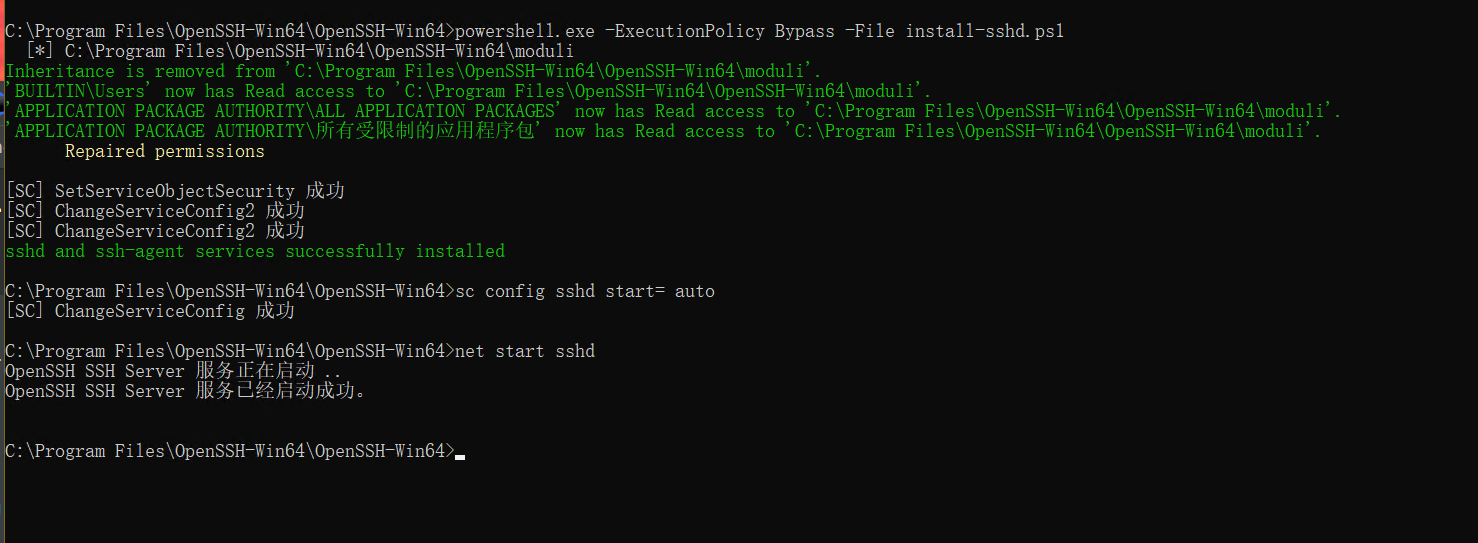 C:\Program Files\OpenSSH-Win64\OpenSSH-Win64>powershell.exe -ExecutionPolicy Bypass -File install-sshd.ps1
[*] C:\Program Files\OpenSSH-Win64\OpenSSH-Win64\moduli
Inheritance is removed from 'C:\Program Files\OpenSSH-Win64\OpenSSH-Win64\moduli'.
'BUILTIN\Users' now has Read access to 'C:\Program Files\OpenSSH-Win64\OpenSSH-Win64\moduli'.
'APPLICATION PACKAGE AUTHORITY\ALL APPLICATION PACKAGES' now has Read access to 'C:\Program Files\OpenSSH-Win64\OpenSSH-Win64\moduli'.
'APPLICATION PACKAGE AUTHORITY\所有受限制的应用程序包' now has Read access to 'C:\Program Files\OpenSSH-Win64\OpenSSH-Win64\moduli'.
Repaired permissions
[SC] SetServiceObjectSecurity 成功
[SC] ChangeServiceConfig2 成功
[SC] ChangeServiceConfig2 成功
sshd and ssh-agent services successfully installed
C:\Program Files\OpenSSH-Win64\OpenSSH-Win64>sc config sshd start= auto
[SC] ChangeServiceConfig 成功
C:\Program Files\OpenSSH-Win64\OpenSSH-Win64>net start sshd
OpenSSH SSH Server 服务正在启动 ..
OpenSSH SSH Server 服务已经启动成功。
C:\Program Files\OpenSSH-Win64\OpenSSH-Win64>